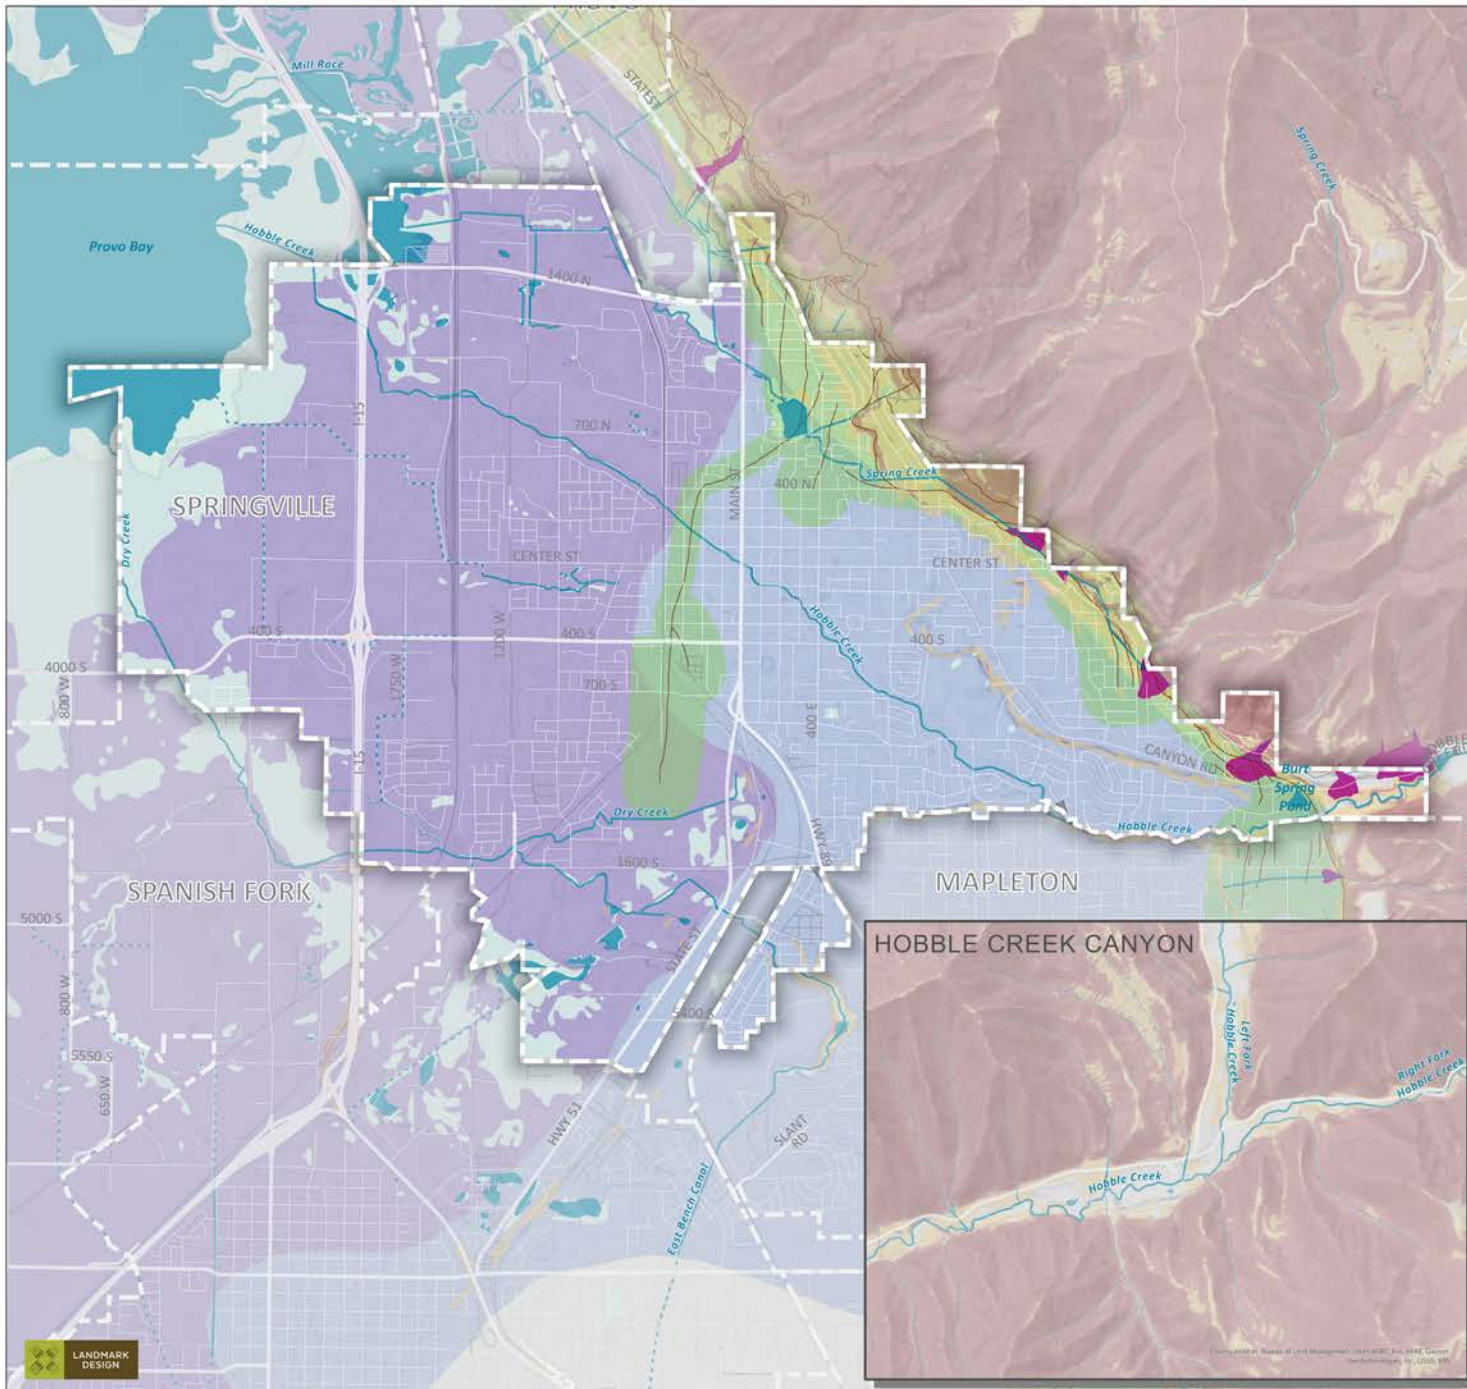 Mill Race
STATE ST
Spring Creek
Hobble Creek
Provo Bay
1400 N
I-15
700 N
MAIN ST
Spring Creek
400 N
SPRINGVILLE
Dry Creek
CENTER ST
CENTER ST
1200 W
Hobble Creek
400 S
400 S
400 S
4000 S
800 W
1750 W
700 S
400 E
CANYON RD
Burt
Spring
Pond
I-15
Dry Creek
HWY 89
Hobble Creek
1600 S
SPANISH FORK
MAPLETON
5000 S
STATE ST
HOBBLE CREEK CANYON
800 W
5550 S
650 W
HWY 51
SLANT
RD
East Bench Canal
Left Fork
Hobble Creek
Right Fork
Hobble Creek
Hobble Creek
LANDMARK
DESIGN